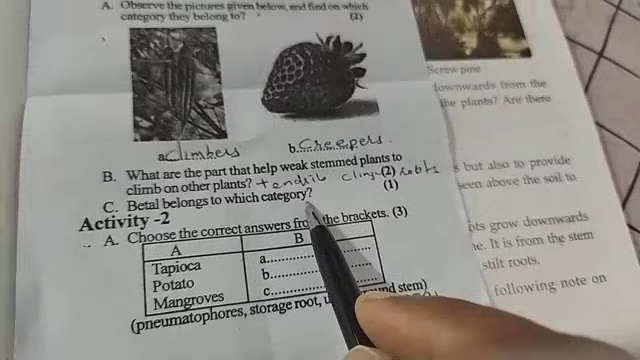 A. Observe the pictures given below, and find on which
category they belong to? (2)
a. Climbers
b. Creepers.
B. What are the part that help weak stemmed plants to
climb on other plants? tendrils clings roots (2)
C. Betal belongs to which category? (1)
Activity -2
A. Choose the correct answers from the brackets. (3)
A B
Tapioca a
Potato b
Mangroves c
(pneumatophores, storage root, stem)
Screw pine
downwards from the
the plants? Are there
s but also to provide
seen above the soil to
ots grow downwards
ne. It is from the stem
stilt roots.
following note on